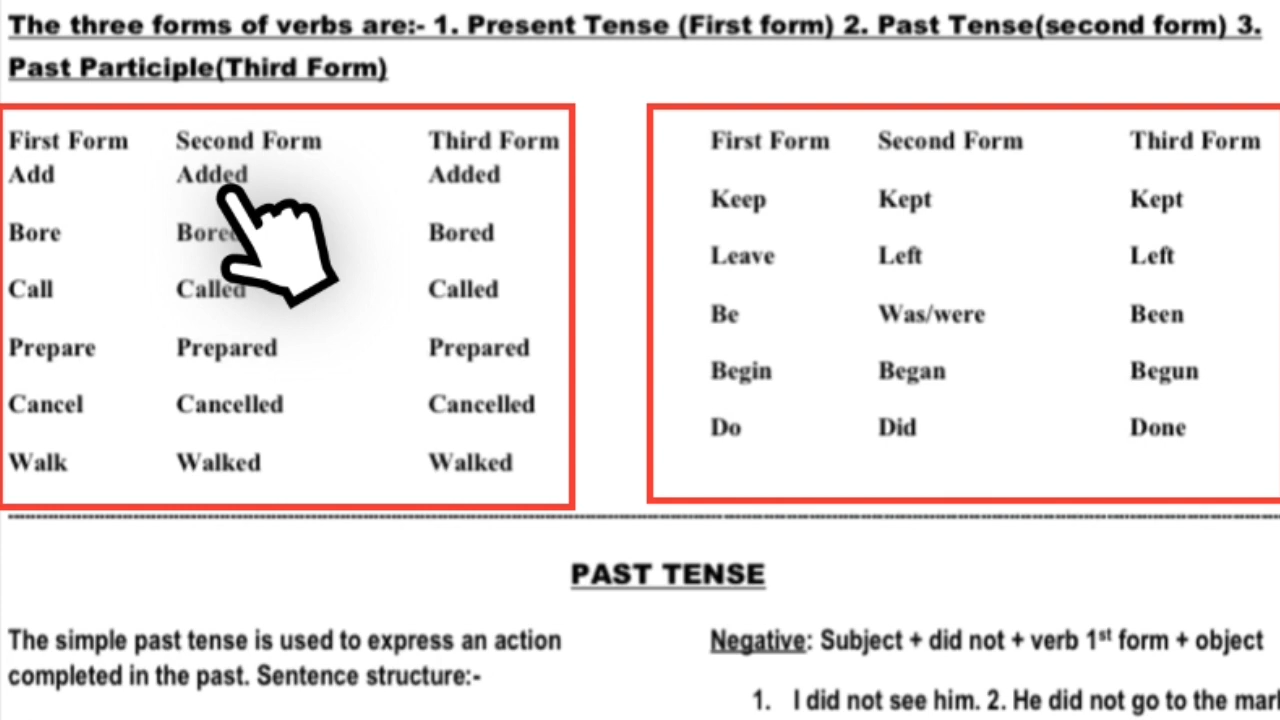 The three forms of verbs are:- 1. Present Tense (First form) 2. Past Tense(second form) 3.
Past Participle(Third Form)
First Form Second Form Third Form
Add Added Added
Bore Bored Bored
Call Called Called
Prepare Prepared Prepared
Cancel Cancelled Cancelled
Walk Walked Walked
First Form Second Form Third Form
Keep Kept Kept
Leave Left Left
Be Was/were Been
Begin Began Begun
Do Did Done
PAST TENSE
The simple past tense is used to express an action
completed in the past. Sentence structure:-
Negative: Subject + did not + verb 1st form + object
1. I did not see him. 2. He did not go to the